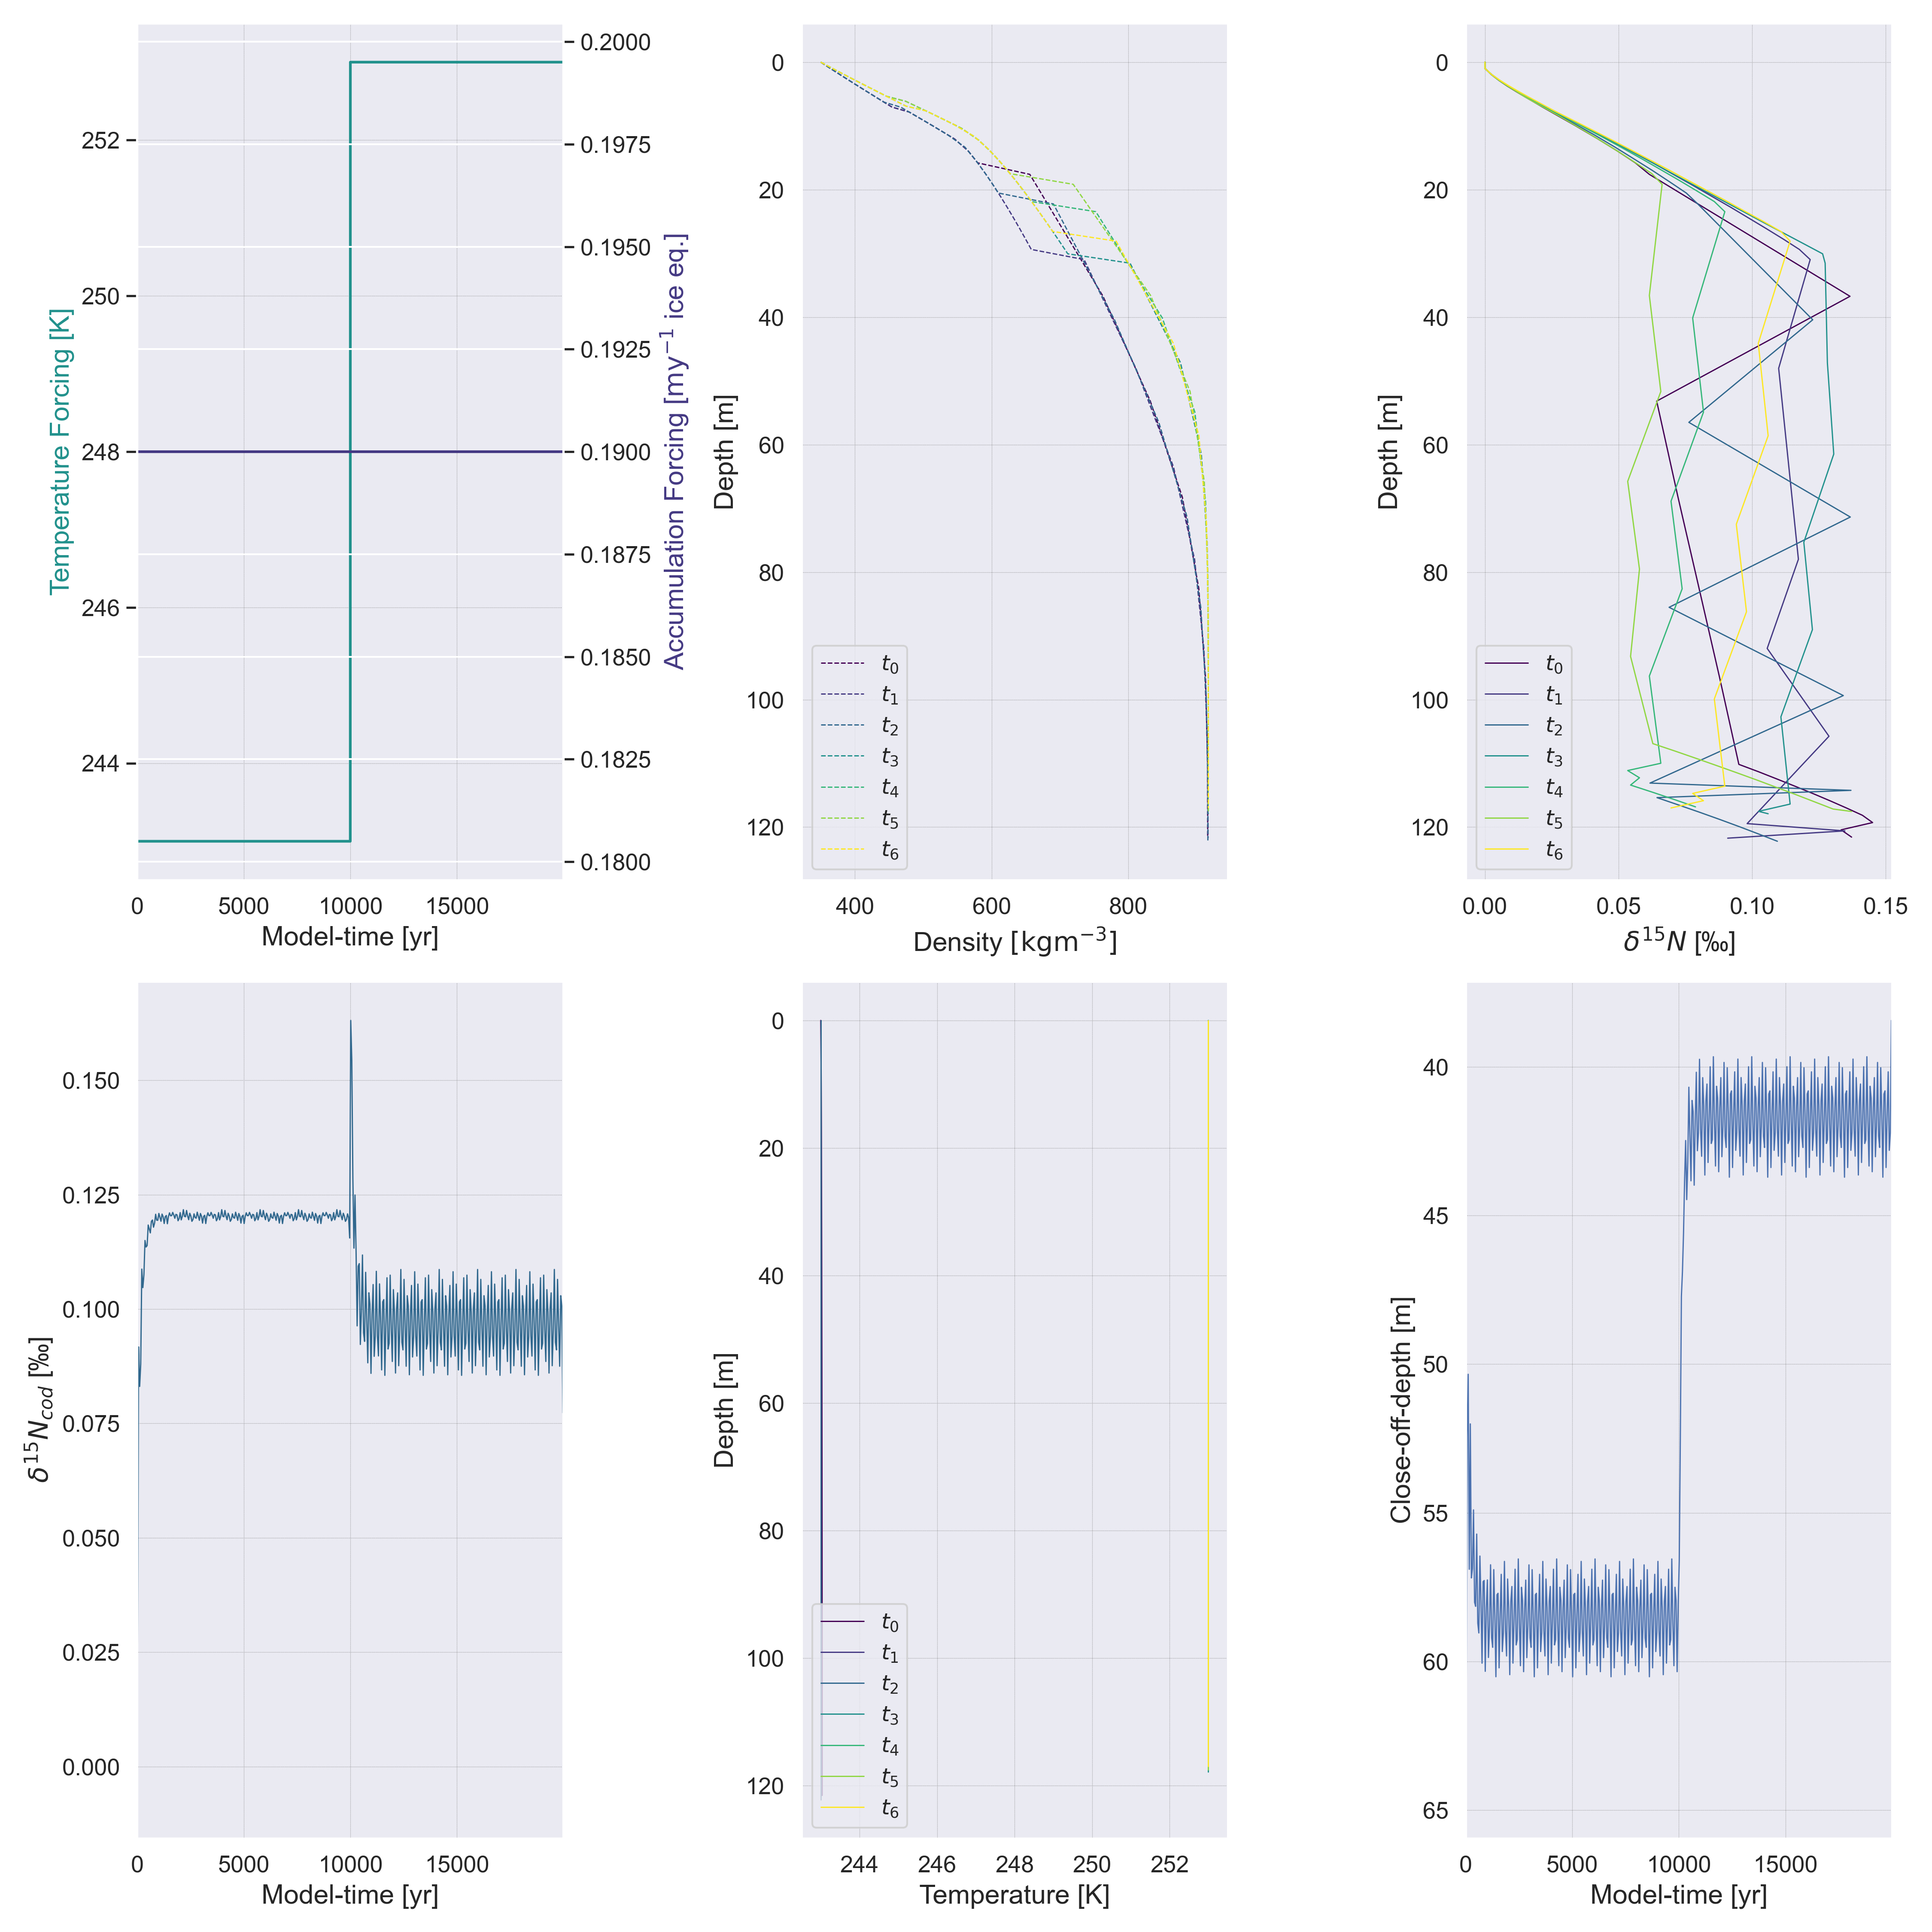 252
250
248
246
244
Temperature Forcing [K]
0 5000 10000 15000
Model-time [yr]
0.2000
0.1975
0.1950
0.1925
0.1900
0.1875
0.1850
0.1825
0.1800
Accumulation Forcing [my⁻¹ ice eq.]
0
20
40
60
80
100
120
Depth [m]
t₀
t₁
t₂
t₃
t₄
t₅
t₆
400 600 800
Density [kgm⁻³]
0
20
40
60
80
100
120
Depth [m]
t₀
t₁
t₂
t₃
t₄
t₅
t₆
0.00 0.05 0.10 0.15
δ¹⁵N [‰]
0.150
0.125
0.100
0.075
0.050
0.025
0.000
δ¹⁵N_cod [‰]
0 5000 10000 15000
Model-time [yr]
0
20
40
60
80
100
120
Depth [m]
t₀
t₁
t₂
t₃
t₄
t₅
t₆
244 246 248 250 252
Temperature [K]
40
45
50
55
60
65
Close-off-depth [m]
0 5000 10000 15000
Model-time [yr]